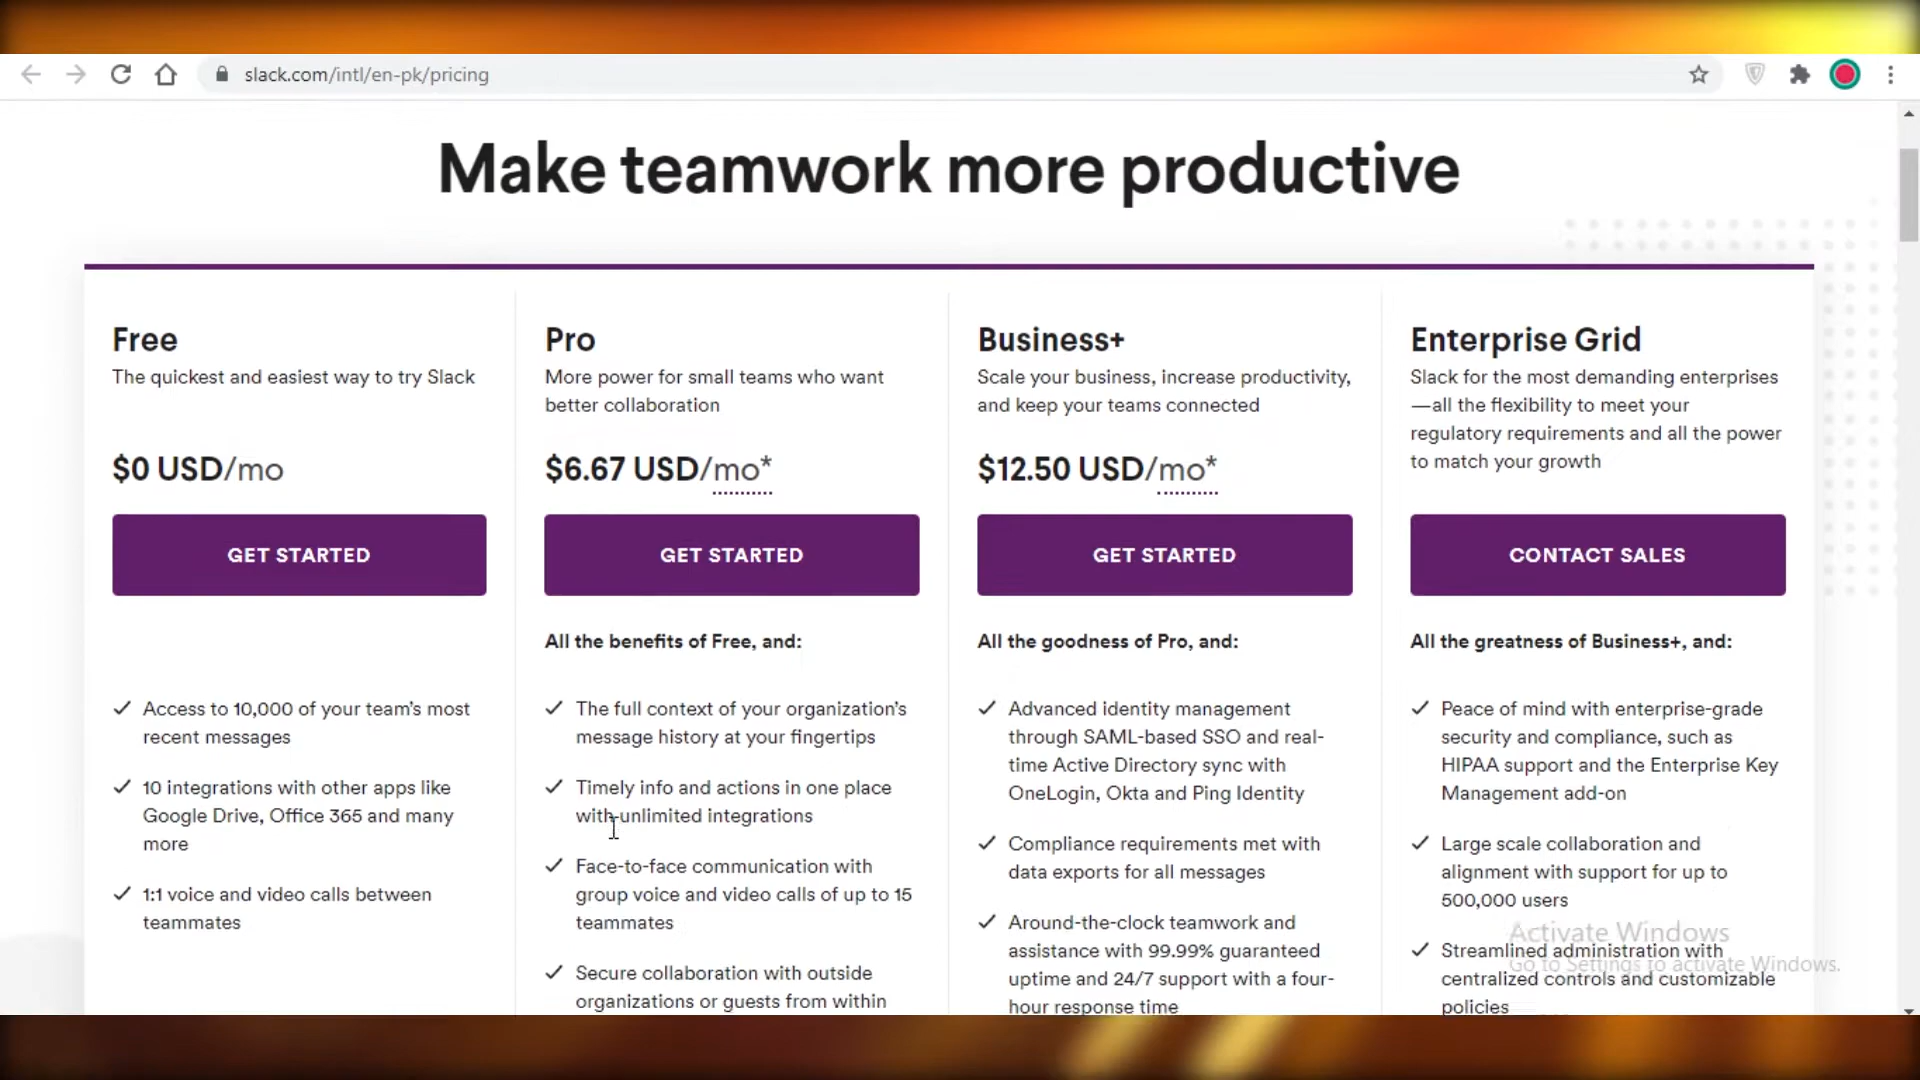 slack.com/intl/en-pk/pricing
Make teamwork more productive
Free
The quickest and easiest way to try Slack
$0 USD/mo
GET STARTED
Access to 10,000 of your team's most
recent messages
10 integrations with other apps like
Google Drive, Office 365 and many
more
1:1 voice and video calls between
teammates
Pro
More power for small teams who want
better collaboration
$6.67 USD/mo*
GET STARTED
All the benefits of Free, and:
The full context of your organization's
message history at your fingertips
Timely info and actions in one place
with unlimited integrations
Face-to-face communication with
group voice and video calls of up to 15
teammates
Secure collaboration with outside
organizations or guests from within
Business+
Scale your business, increase productivity,
and keep your teams connected
$12.50 USD/mo*
GET STARTED
All the goodness of Pro, and:
Advanced identity management
through SAML-based SSO and real-
time Active Directory sync with
OneLogin, Okta and Ping Identity
Compliance requirements met with
data exports for all messages
Around-the-clock teamwork and
assistance with 99.99% guaranteed
uptime and 24/7 support with a four-
hour response time
Enterprise Grid
Slack for the most demanding enterprises
—all the flexibility to meet your
regulatory requirements and all the power
to match your growth
CONTACT SALES
All the greatness of Business+, and:
Peace of mind with enterprise-grade
security and compliance, such as
HIPAA support and the Enterprise Key
Management add-on
Large scale collaboration and
alignment with support for up to
500,000 users
Streamlined administration with
centralized controls and customizable
policies
Activate Windows
Go to Settings to activate Windows.